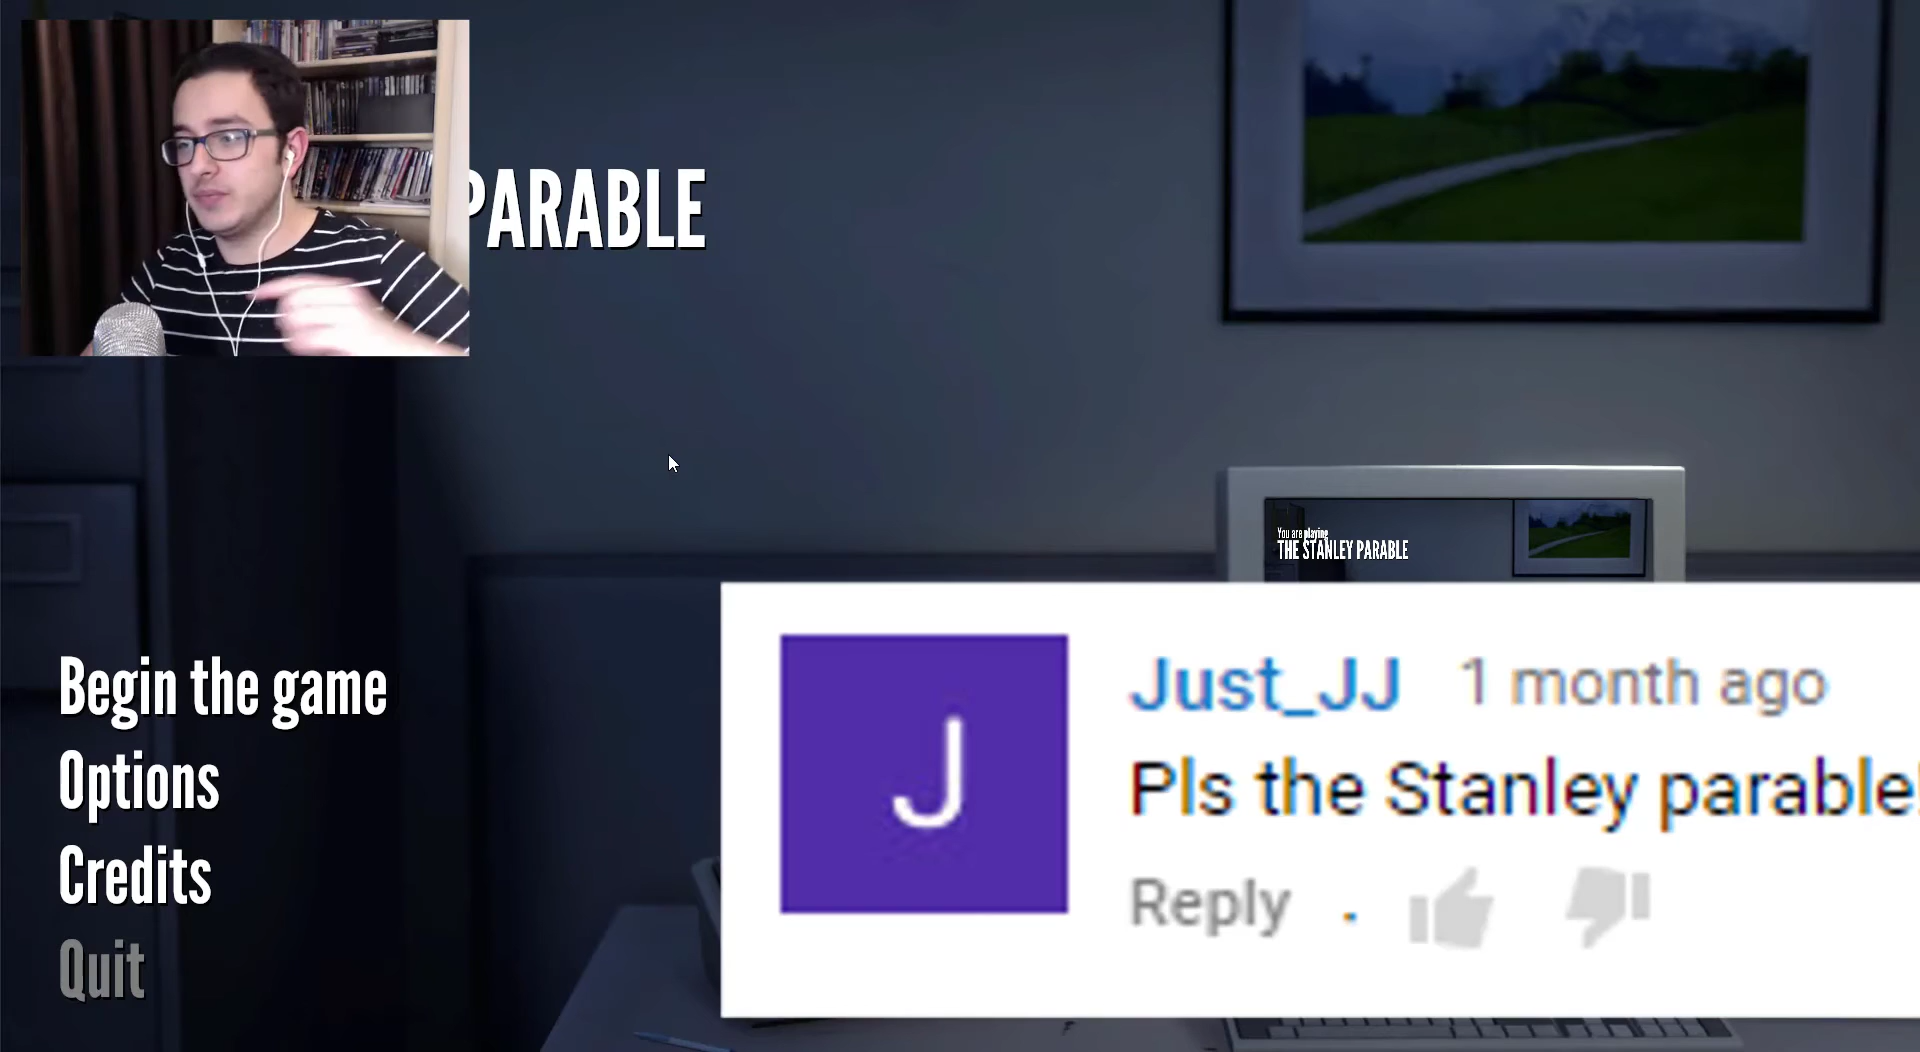 PARABLE
You are playing
THE STANLEY PARABLE
Begin the game
Options
Credits
Quit
J
Just_JJ 1 month ago
Pls the Stanley parable!
Reply